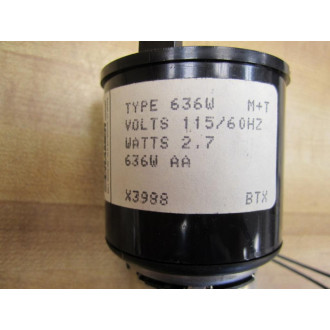 TYPE 636W M+T
VOLTS 115/60HZ
WATTS 2.7
636W AA
X3988 BTX